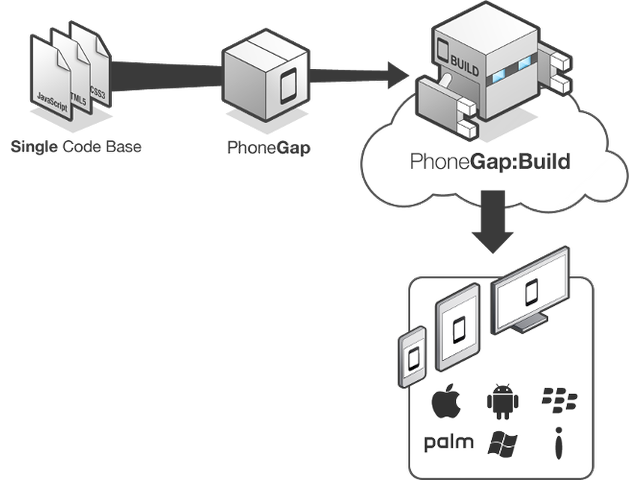 JavaScript
HTML5
CSS3
BUILD
Single Code Base
PhoneGap
PhoneGap:Build
palm